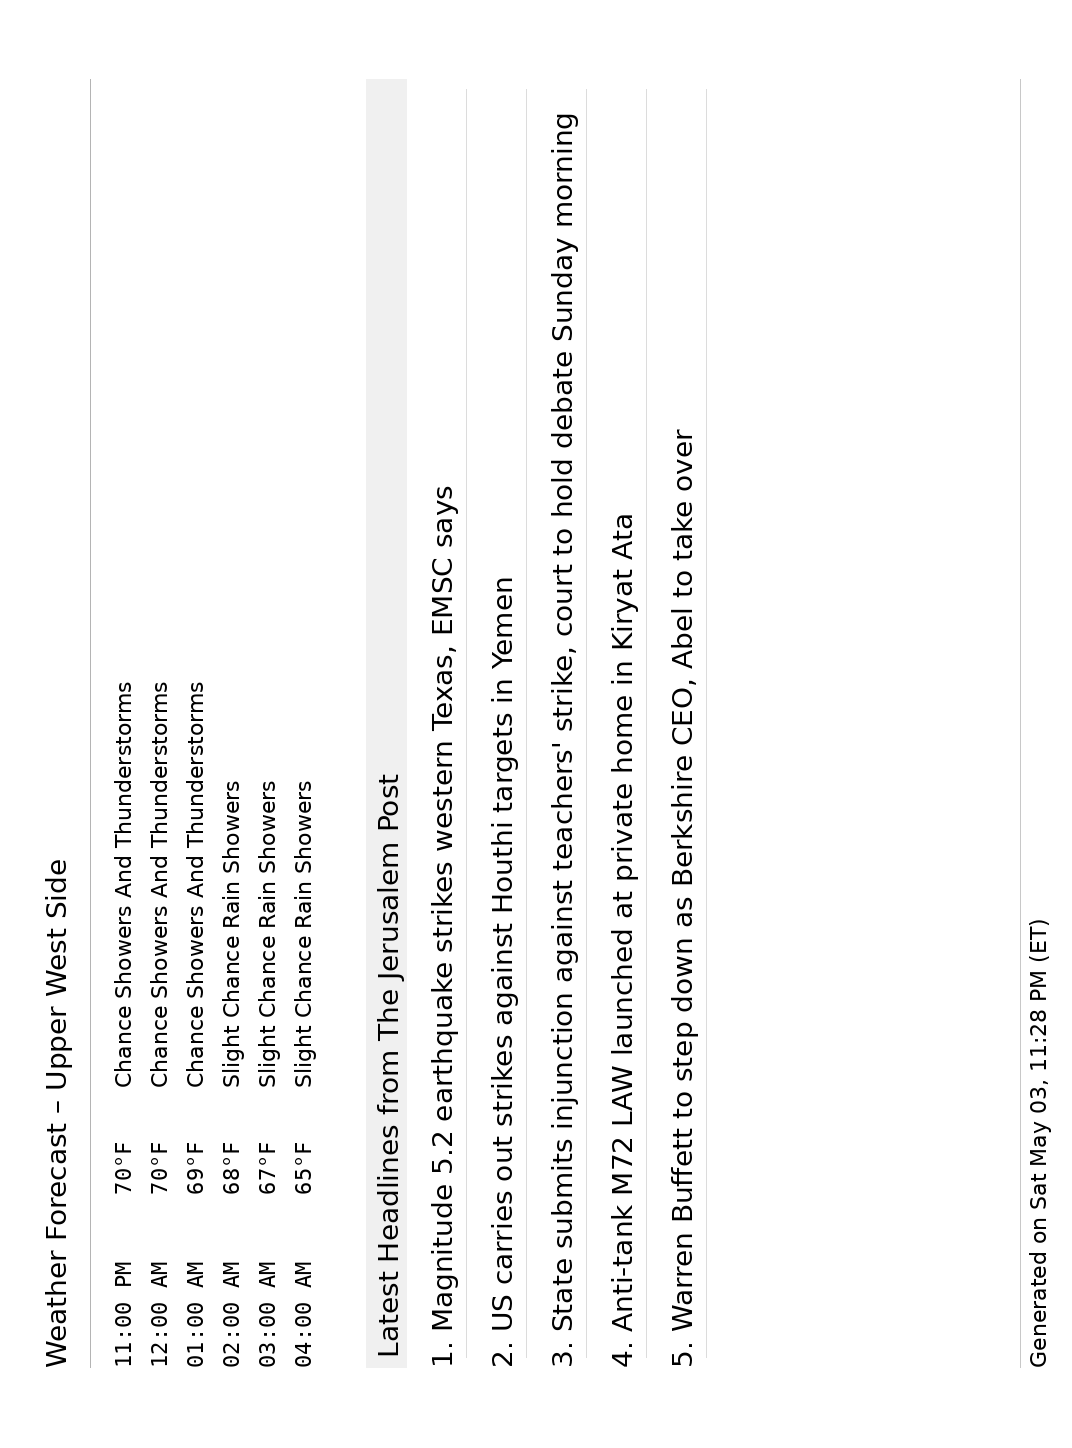 Weather Forecast – Upper West Side
11:00 PM 70°F Chance Showers And Thunderstorms
12:00 AM 70°F Chance Showers And Thunderstorms
01:00 AM 69°F Chance Showers And Thunderstorms
02:00 AM 68°F Slight Chance Rain Showers
03:00 AM 67°F Slight Chance Rain Showers
04:00 AM 65°F Slight Chance Rain Showers
Latest Headlines from The Jerusalem Post
1. Magnitude 5.2 earthquake strikes western Texas, EMSC says
2. US carries out strikes against Houthi targets in Yemen
3. State submits injunction against teachers' strike, court to hold debate Sunday morning
4. Anti-tank M72 LAW launched at private home in Kiryat Ata
5. Warren Buffett to step down as Berkshire CEO, Abel to take over
Generated on Sat May 03, 11:28 PM (ET)